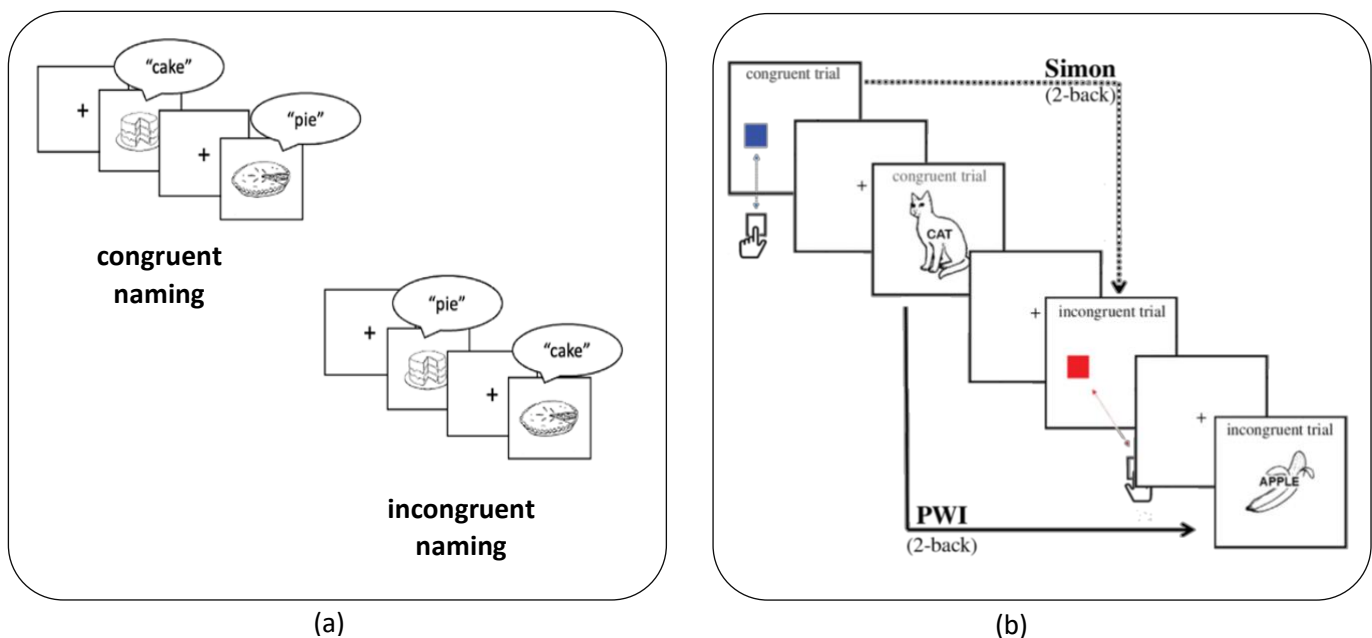 "cake"
+
+
"pie"
congruent
naming
+
"pie"
+
"cake"
incongruent
naming
(a)
congruent trial
Simon
(2-back)
+
congruent trial
CAT
+
incongruent trial
+
incongruent trial
APPLE
PWI
(2-back)
(b)